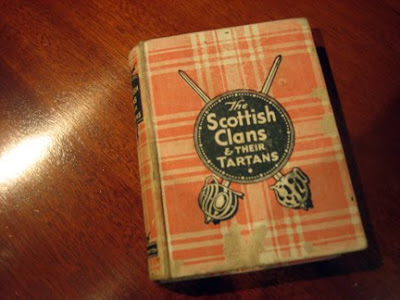 The
Scottish
Clans
& THEIR
TARTANS